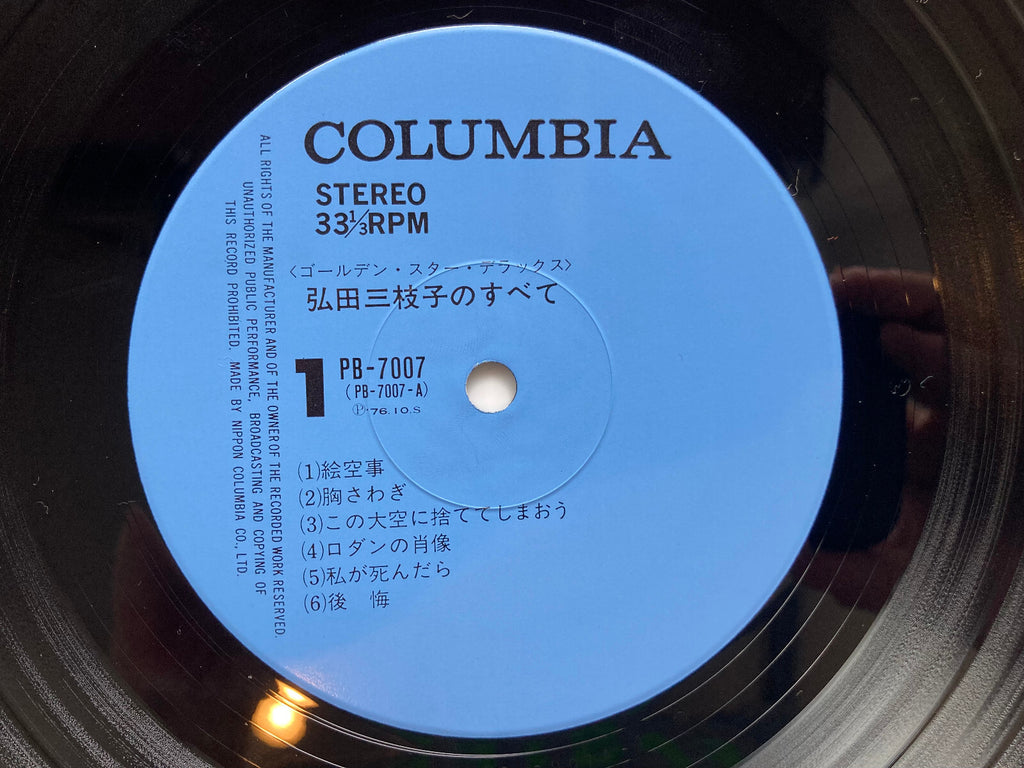 COLUMBIA
STEREO
33⅓RPM
〈ゴールデン・スター・デラックス〉
弘田三枝子のすべて
1
PB-7007
(PB-7007-A)
Ⓟ'76.10.S
(1)絵空事
(2)胸さわぎ
(3)この大空に捨ててしまおう
(4)ロダンの肖像
(5)私が死んだら
(6)後　悔
ALL RIGHTS OF THE MANUFACTURER AND OF THE OWNER OF THE RECORDED WORK RESERVED.
UNAUTHORIZED PUBLIC PERFORMANCE, BROADCASTING AND COPYING OF
THIS RECORD PROHIBITED. MADE BY NIPPON COLUMBIA CO., LTD.